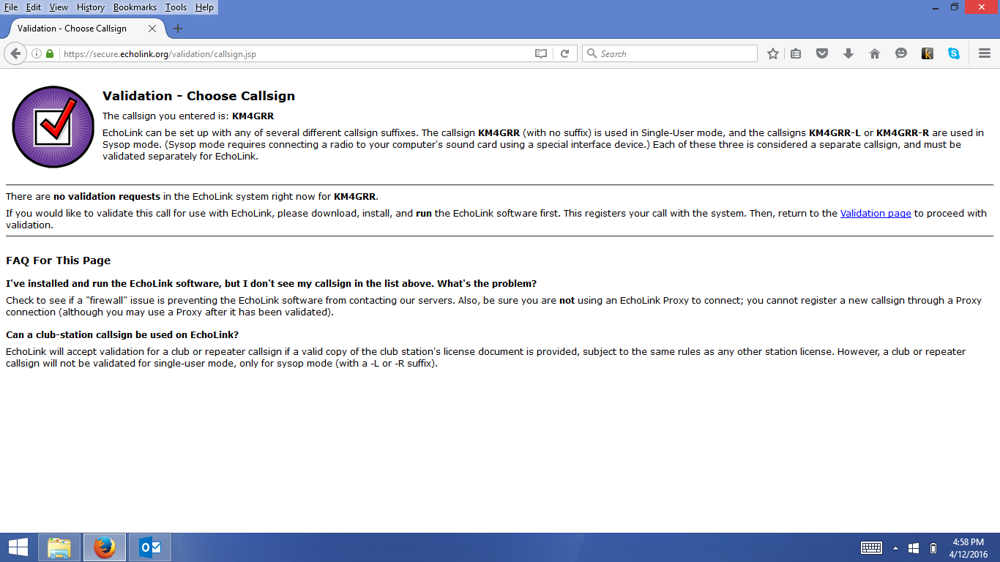 File Edit View History Bookmarks Tools Help
Validation - Choose Callsign
https://secure.echolink.org/validation/callsign.jsp
Search
Validation - Choose Callsign
The callsign you entered is: KM4GRR
EchoLink can be set up with any of several different callsign suffixes. The callsign KM4GRR (with no suffix) is used in Single-User mode, and the callsigns KM4GRR-L or KM4GRR-R are used in
Sysop mode. (Sysop mode requires connecting a radio to your computer's sound card using a special interface device.) Each of these three is considered a separate callsign, and must be
validated separately for EchoLink.
There are no validation requests in the EchoLink system right now for KM4GRR.
If you would like to validate this call for use with EchoLink, please download, install, and run the EchoLink software first. This registers your call with the system. Then, return to the Validation page to proceed with
validation.
FAQ For This Page
I've installed and run the EchoLink software, but I don't see my callsign in the list above. What's the problem?
Check to see if a "firewall" issue is preventing the EchoLink software from contacting our servers. Also, be sure you are not using an EchoLink Proxy to connect; you cannot register a new callsign through a Proxy
connection (although you may use a Proxy after it has been validated).
Can a club-station callsign be used on EchoLink?
EchoLink will accept validation for a club or repeater callsign if a valid copy of the club station's license document is provided, subject to the same rules as any other station license. However, a club or repeater
callsign will not be validated for single-user mode, only for sysop mode (with a -L or -R suffix).
4:58 PM
4/12/2016